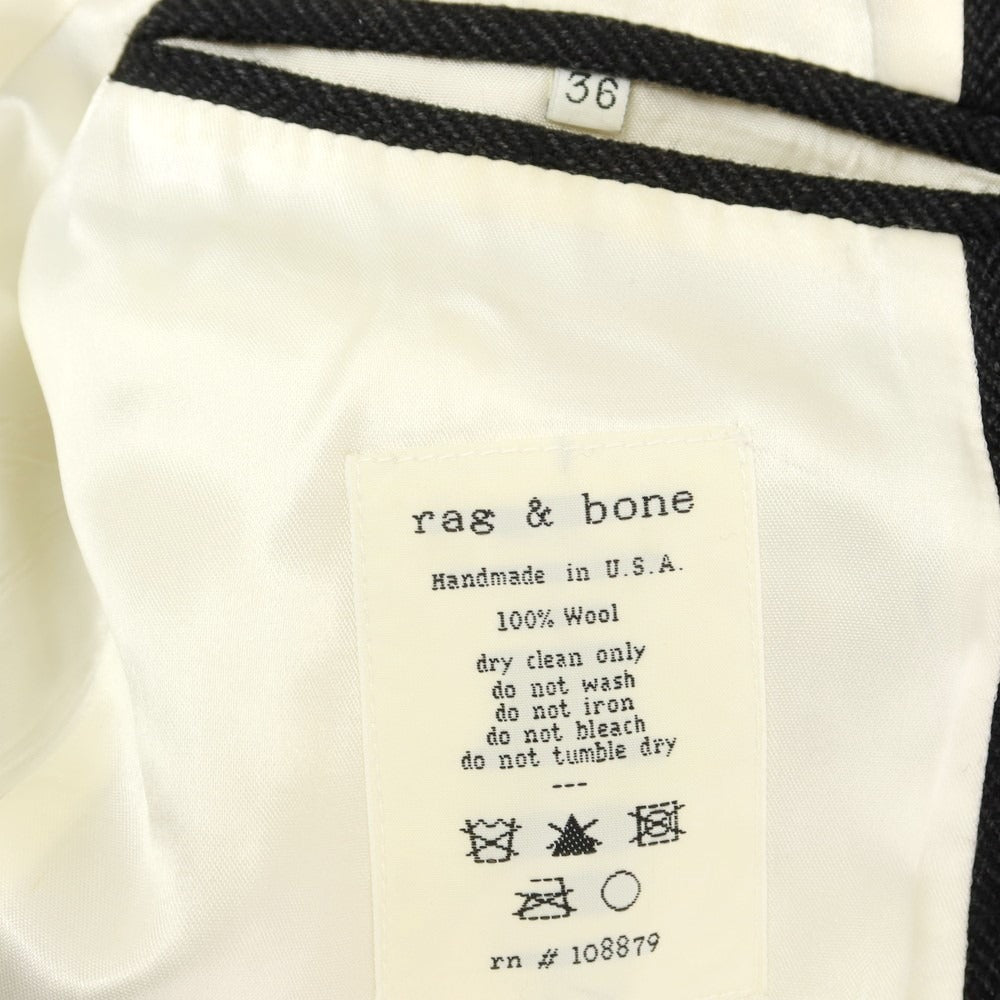 36
rag & bone
Handmade in U.S.A.
100% Wool
dry clean only
do not wash
do not iron
do not bleach
do not tumble dry
---
rn # 108879